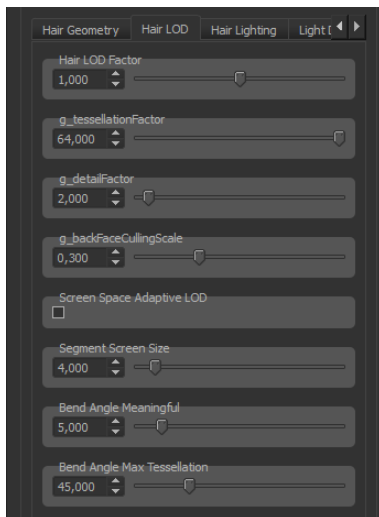 Hair Geometry Hair LOD Hair Lighting Light
Hair LOD Factor
1,000
g_tessellationFactor
64,000
g_detailFactor
2,000
g_backFaceCullingScale
0,300
Screen Space Adaptive LOD
Segment Screen Size
4,000
Bend Angle Meaningful
5,000
Bend Angle Max Tessellation
45,000